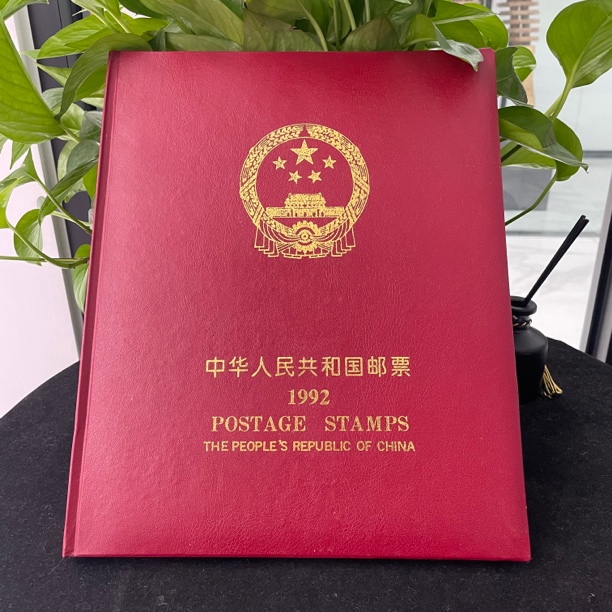 中华人民共和国邮票
1992
POSTAGE STAMPS
THE PEOPLE'S REPUBLIC OF CHINA